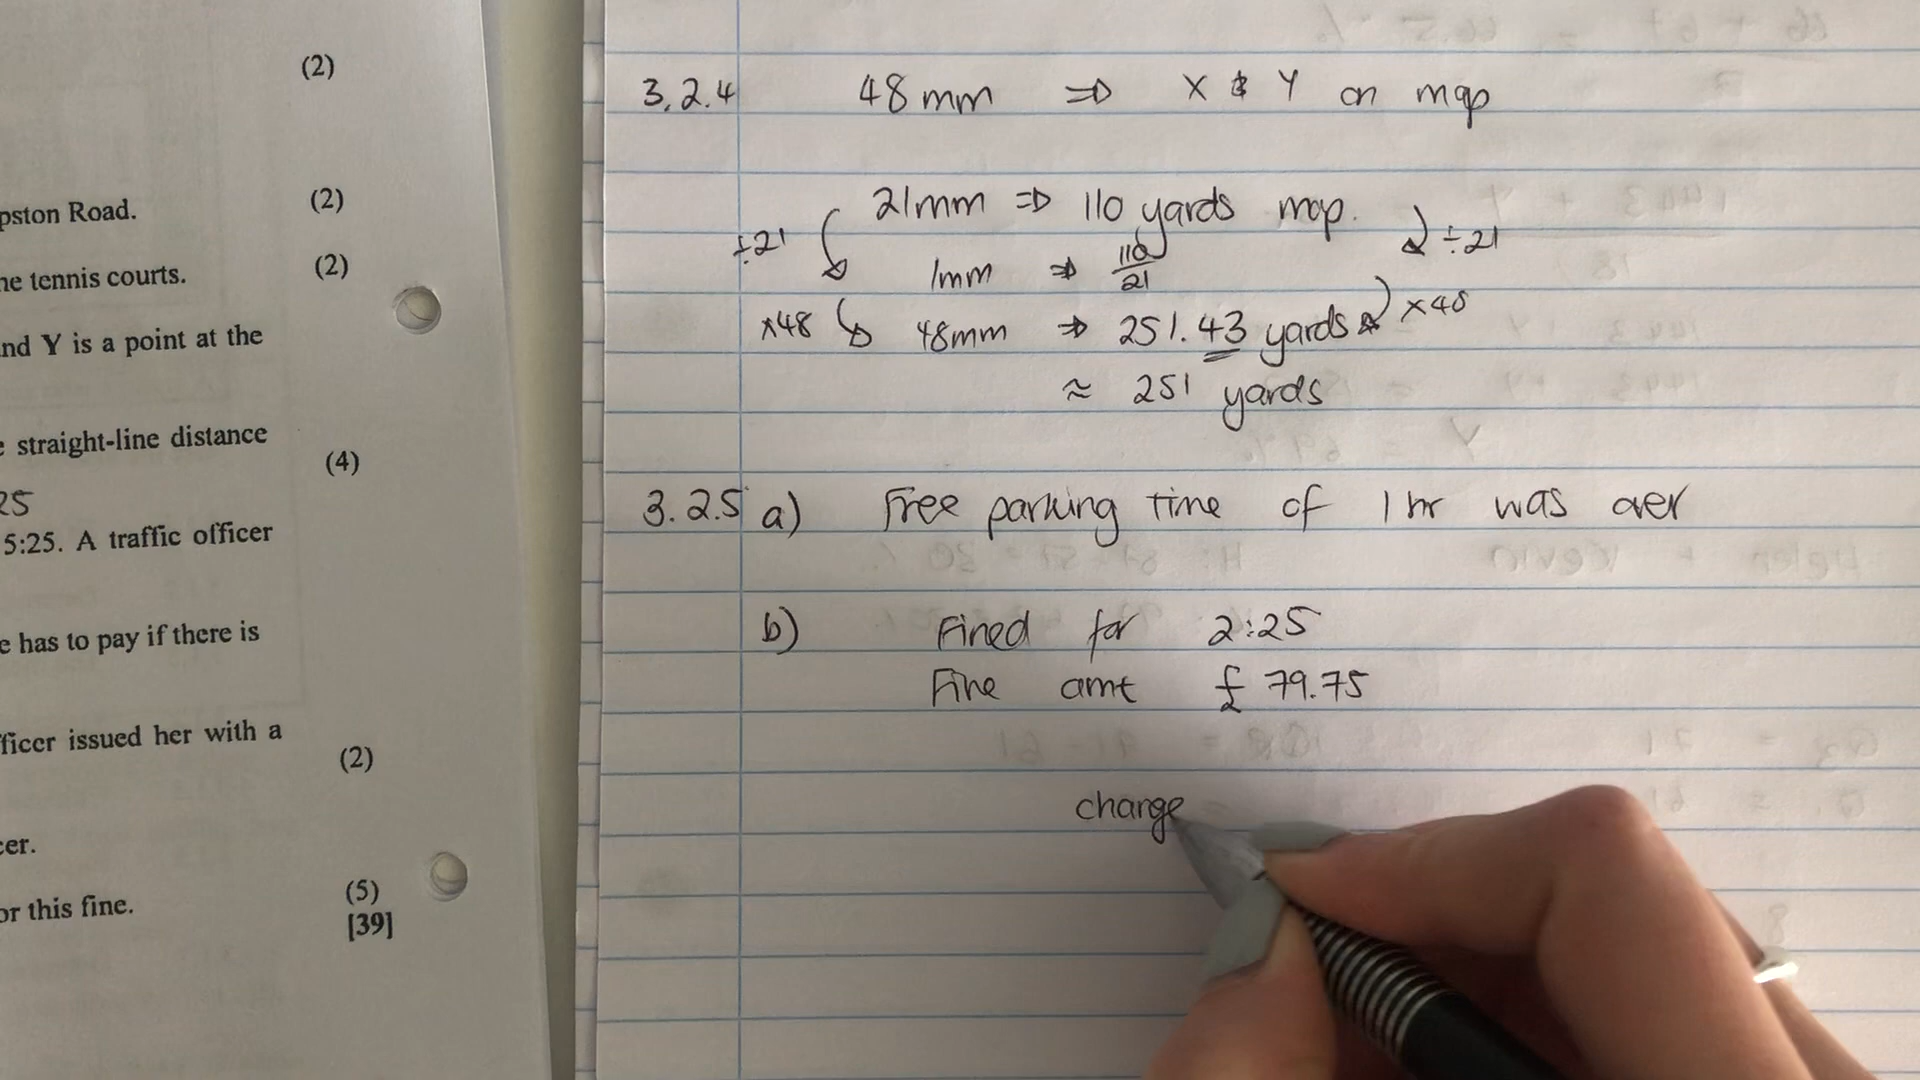 (2)
pston Road. (2)
ne tennis courts. (2)
nd Y is a point at the
straight-line distance
(4)
25
5:25. A traffic officer
e has to pay if there is
fficer issued her with a
(2)
cer.
(5)
or this fine.
[39]
3.2.4 48mm ⇒ X & Y on map
21mm ⇒ 110 yards map.
÷21 ÷21
1mm ⇒ 110/21
×48 48mm ⇒ 251.43 yards ×48
≈ 251 yards
3.2.5 a) Free parking time of 1 hr was over
b) Fined for 2:25
Fine amt £ 79.75
charge